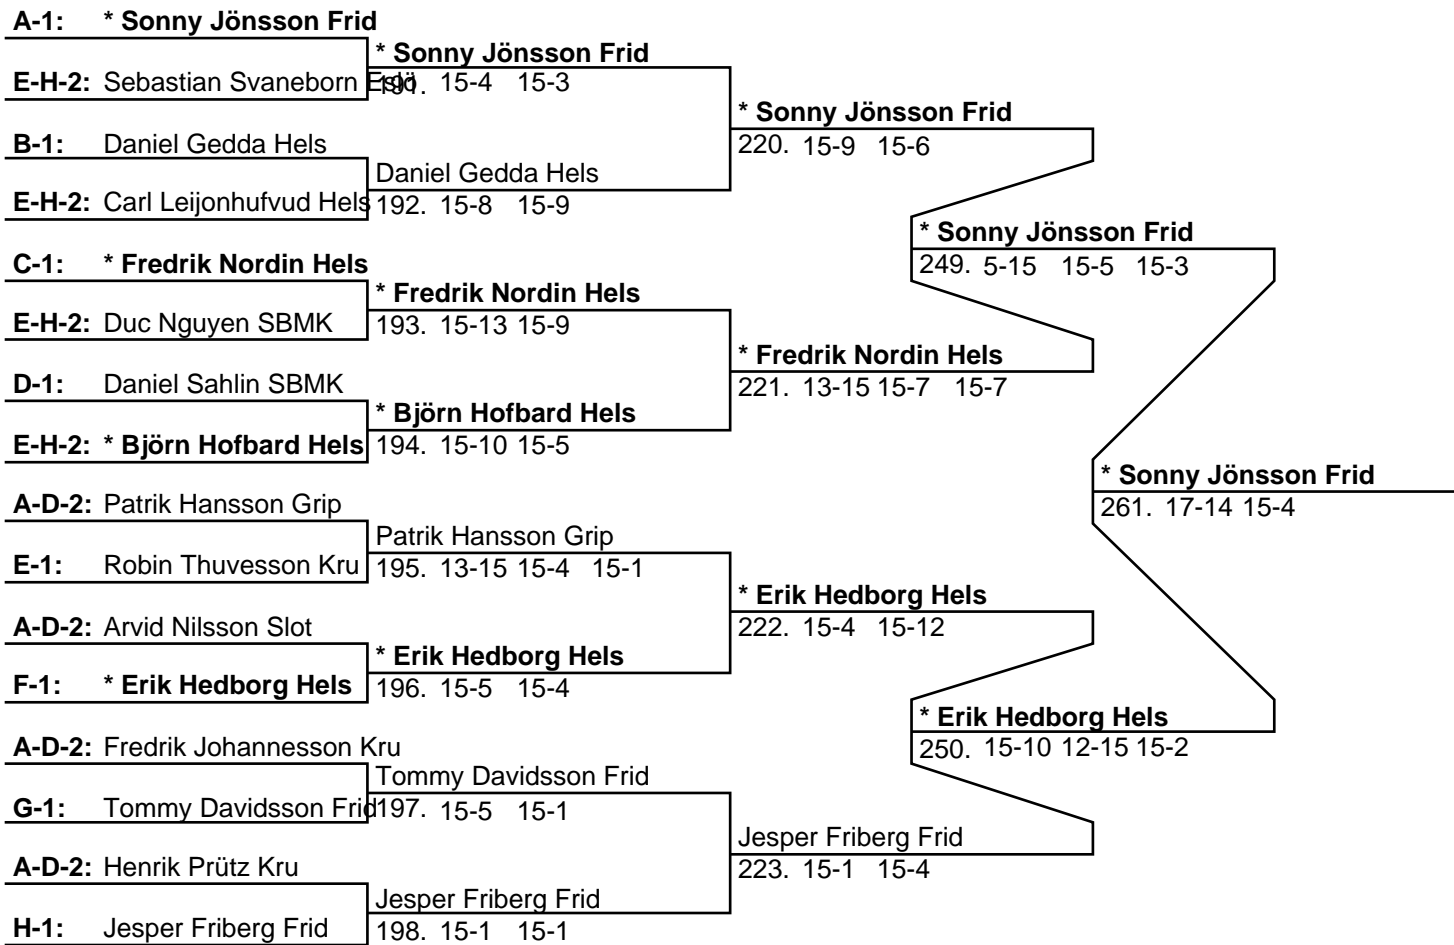 A-1: * Sonny Jönsson Frid
E-H-2: Sebastian Svaneborn Eslö
B-1: Daniel Gedda Hels
E-H-2: Carl Leijonhufvud Hels
C-1: * Fredrik Nordin Hels
E-H-2: Duc Nguyen SBMK
D-1: Daniel Sahlin SBMK
E-H-2: * Björn Hofbard Hels
A-D-2: Patrik Hansson Grip
E-1: Robin Thuvesson Kru
A-D-2: Arvid Nilsson Slot
F-1: * Erik Hedborg Hels
A-D-2: Fredrik Johannesson Kru
G-1: Tommy Davidsson Frid
A-D-2: Henrik Prütz Kru
H-1: Jesper Friberg Frid
* Sonny Jönsson Frid
191. 15-4 15-3
Daniel Gedda Hels
192. 15-8 15-9
* Fredrik Nordin Hels
193. 15-13 15-9
* Björn Hofbard Hels
194. 15-10 15-5
Patrik Hansson Grip
195. 13-15 15-4 15-1
* Erik Hedborg Hels
196. 15-5 15-4
Tommy Davidsson Frid
197. 15-5 15-1
Jesper Friberg Frid
198. 15-1 15-1
* Sonny Jönsson Frid
220. 15-9 15-6
* Fredrik Nordin Hels
221. 13-15 15-7 15-7
* Erik Hedborg Hels
222. 15-4 15-12
Jesper Friberg Frid
223. 15-1 15-4
* Sonny Jönsson Frid
249. 5-15 15-5 15-3
* Erik Hedborg Hels
250. 15-10 12-15 15-2
* Sonny Jönsson Frid
261. 17-14 15-4